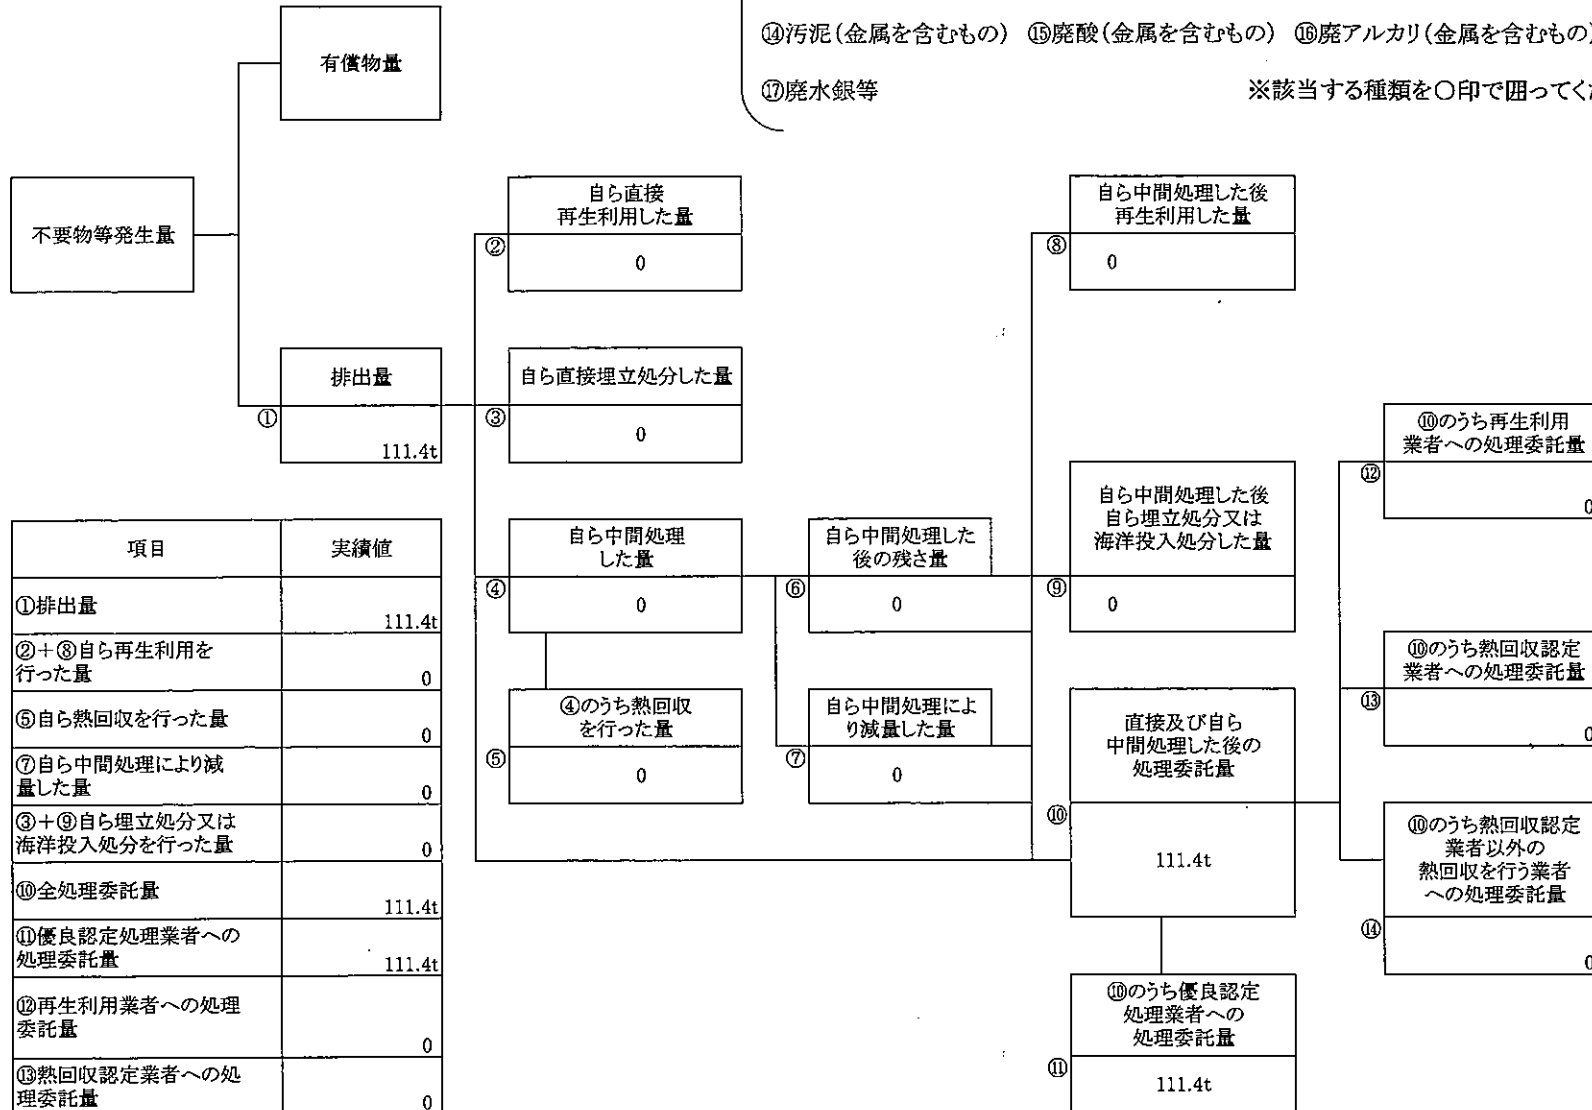 ⑭汚泥(金属を含むもの) ⑮廃酸(金属を含むもの) ⑯廃アルカリ(金属を含むもの)
⑰廃水銀等 ※該当する種類を○印で囲ってくだ
有償物量
不要物等発生量
排出量
①
111.4t
自ら直接
再生利用した量
②
0
自ら直接埋立処分した量
③
0
自ら中間処理
した量
④
0
④のうち熱回収
を行った量
⑤
0
自ら中間処理した
後の残さ量
⑥
0
自ら中間処理によ
り減量した量
⑦
0
自ら中間処理した後
再生利用した量
⑧
0
自ら中間処理した後
自ら埋立処分又は
海洋投入処分した量
⑨
0
直接及び自ら
中間処理した後の
処理委託量
⑩
111.4t
⑩のうち優良認定
処理業者への
処理委託量
⑪
111.4t
⑩のうち再生利用
業者への処理委託量
⑫
0
⑩のうち熱回収認定
業者への処理委託量
⑬
0
⑩のうち熱回収認定
業者以外の
熱回収を行う業者
への処理委託量
⑭
0
項目 実績値
①排出量 111.4t
②+⑧自ら再生利用を
行った量 0
⑤自ら熱回収を行った量 0
⑦自ら中間処理により減
量した量 0
③+⑨自ら埋立処分又は
海洋投入処分を行った量 0
⑩全処理委託量 111.4t
⑪優良認定処理業者への
処理委託量 111.4t
⑫再生利用業者への処理
委託量 0
⑬熱回収認定業者への処
理委託量 0